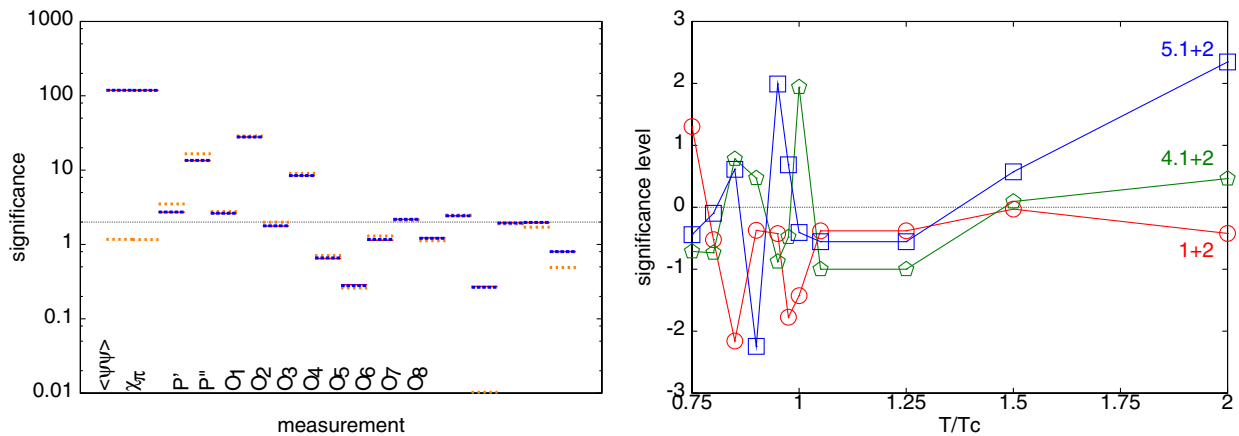 1000
100
10
1
0.1
0.01
significance
<ψψ>
χπ
P'
P"
O1
O2
O3
O4
O5
O6
O7
O8
measurement
3
2
1
0
-1
-2
-3
significance level
5.1+2
4.1+2
1+2
0.75 1 1.25 1.5 1.75 2
T/Tc